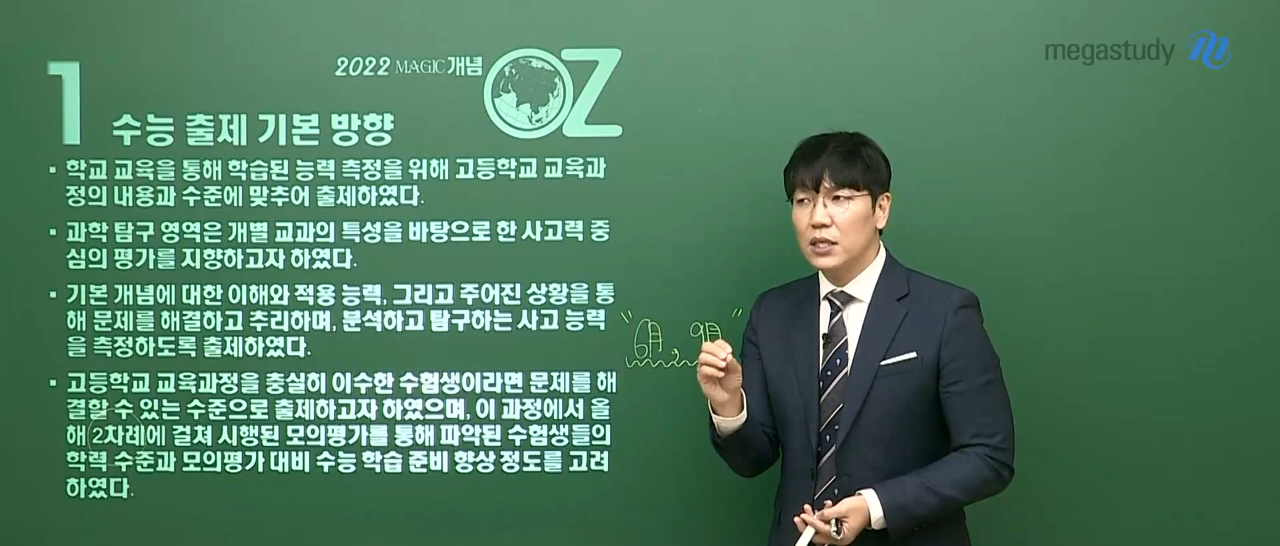 megastudy
2022 MAGIC개념
OZ
1 수능 출제 기본 방향
▪ 학교 교육을 통해 학습된 능력 측정을 위해 고등학교 교육과
정의 내용과 수준에 맞추어 출제하였다.
▪ 과학 탐구 영역은 개별 교과의 특성을 바탕으로 한 사고력 중
심의 평가를 지향하고자 하였다.
▪ 기본 개념에 대한 이해와 적용 능력, 그리고 주어진 상황을 통
해 문제를 해결하고 추리하며, 분석하고 탐구하는 사고 능력
을 측정하도록 출제하였다.
"6月, 9月"
▪ 고등학교 교육과정을 충실히 이수한 수험생이라면 문제를 해
결할 수 있는 수준으로 출제하고자 하였으며, 이 과정에서 올
해 2차례에 걸쳐 시행된 모의평가를 통해 파악된 수험생들의
학력 수준과 모의평가 대비 수능 학습 준비 향상 정도를 고려
하였다.